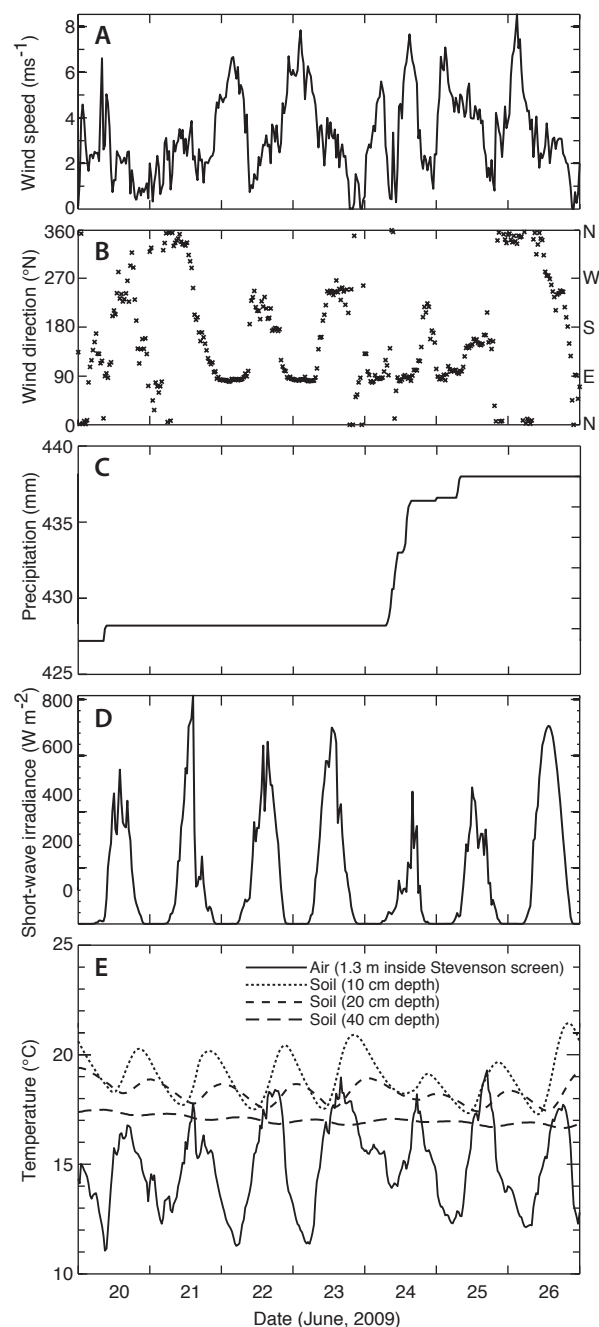 A
Wind speed (ms-1)
8
6
4
2
0
B
Wind direction (°N)
360
270
180
90
0
N
W
S
E
N
C
Precipitation (mm)
440
435
430
425
D
Short-wave irradiance (W m-2)
800
600
400
200
0
E
Temperature (°C)
25
20
15
10
Air (1.3 m inside Stevenson screen)
Soil (10 cm depth)
Soil (20 cm depth)
Soil (40 cm depth)
20 21 22 23 24 25 26
Date (June, 2009)